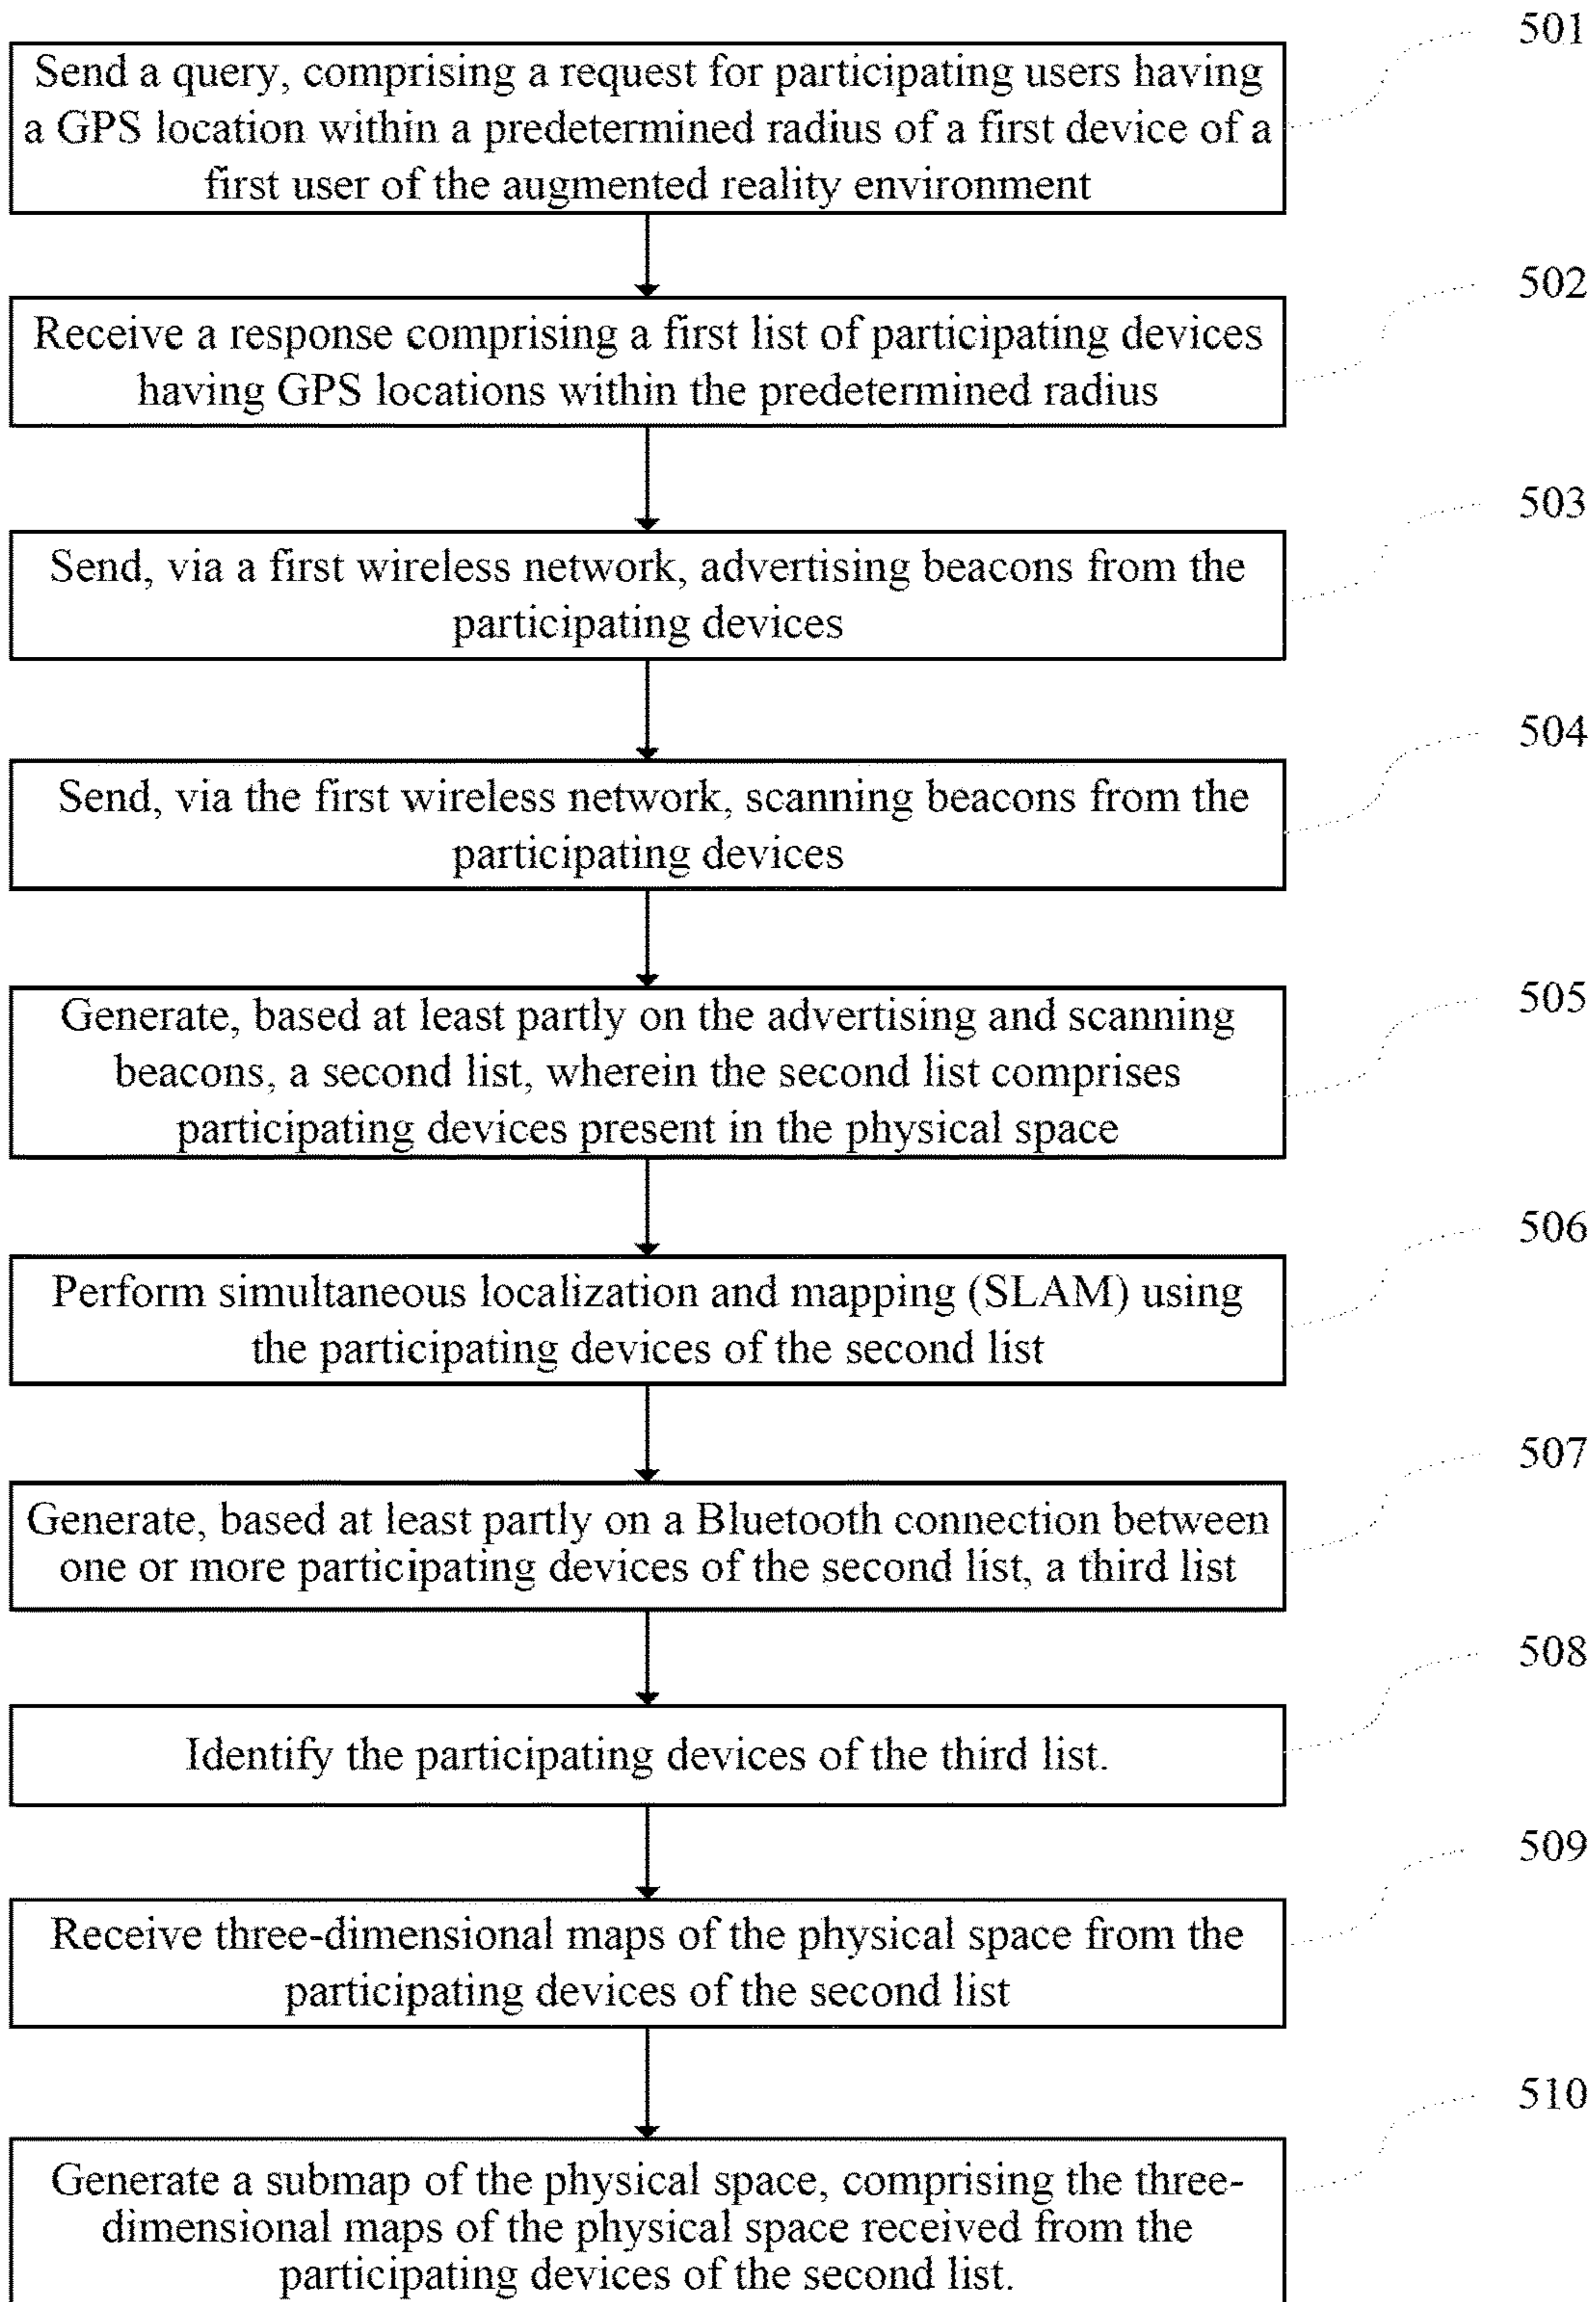 501
Send a query, comprising a request for participating users having
a GPS location within a predetermined radius of a first device of a
first user of the augmented reality environment
502
Receive a response comprising a first list of participating devices
having GPS locations within the predetermined radius
503
Send, via a first wireless network, advertising beacons from the
participating devices
504
Send, via the first wireless network, scanning beacons from the
participating devices
505
Generate, based at least partly on the advertising and scanning
beacons, a second list, wherein the second list comprises
participating devices present in the physical space
506
Perform simultaneous localization and mapping (SLAM) using
the participating devices of the second list
507
Generate, based at least partly on a Bluetooth connection between
one or more participating devices of the second list, a third list
508
Identify the participating devices of the third list.
509
Receive three-dimensional maps of the physical space from the
participating devices of the second list
510
Generate a submap of the physical space, comprising the three-
dimensional maps of the physical space received from the
participating devices of the second list.